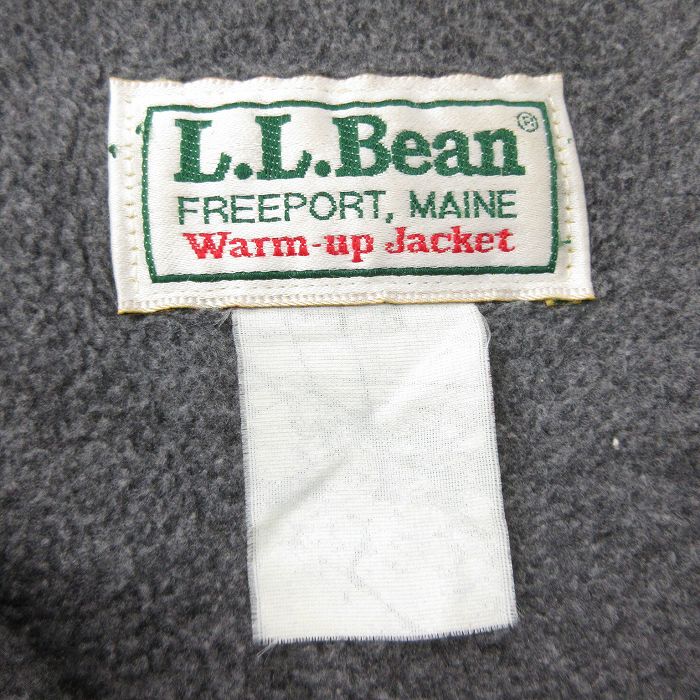 L.L.Bean®
FREEPORT, MAINE
Warm-up Jacket